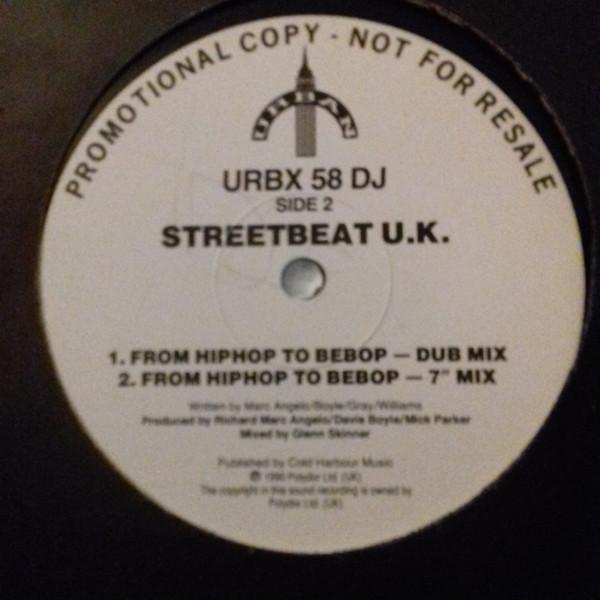 PROMOTIONAL COPY - NOT FOR RESALE
URBAN
URBX 58 DJ
SIDE 2
STREETBEAT U.K.
1. FROM HIPHOP TO BEBOP — DUB MIX
2. FROM HIPHOP TO BEBOP — 7" MIX
Written by Marc Angelo/Boyle/Gray/Williams
Produced by Richard Marc Angelo/Davie Boyle/Mick Parker
Mixed by Glenn Skinner
Published by Cold Harbour Music
℗ 1990 Polydor Ltd. (UK)
The copyright in this sound recording is owned by
Polydor Ltd. (UK)